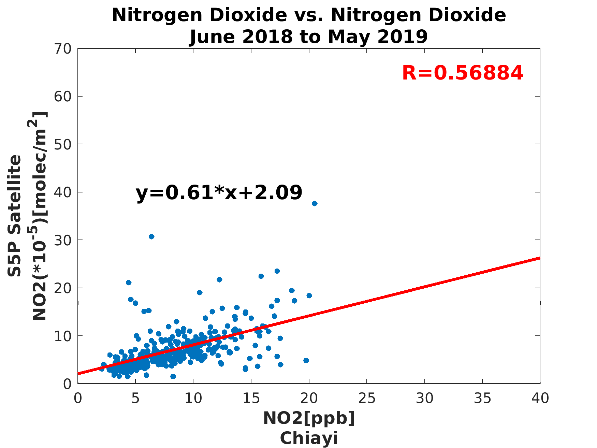 Nitrogen Dioxide vs. Nitrogen Dioxide
June 2018 to May 2019
R=0.56884
y=0.61*x+2.09
S5P Satellite
NO2(*10^-5)[molec/m^2]
70
60
50
40
30
20
10
0
0 5 10 15 20 25 30 35 40
NO2[ppb]
Chiayi